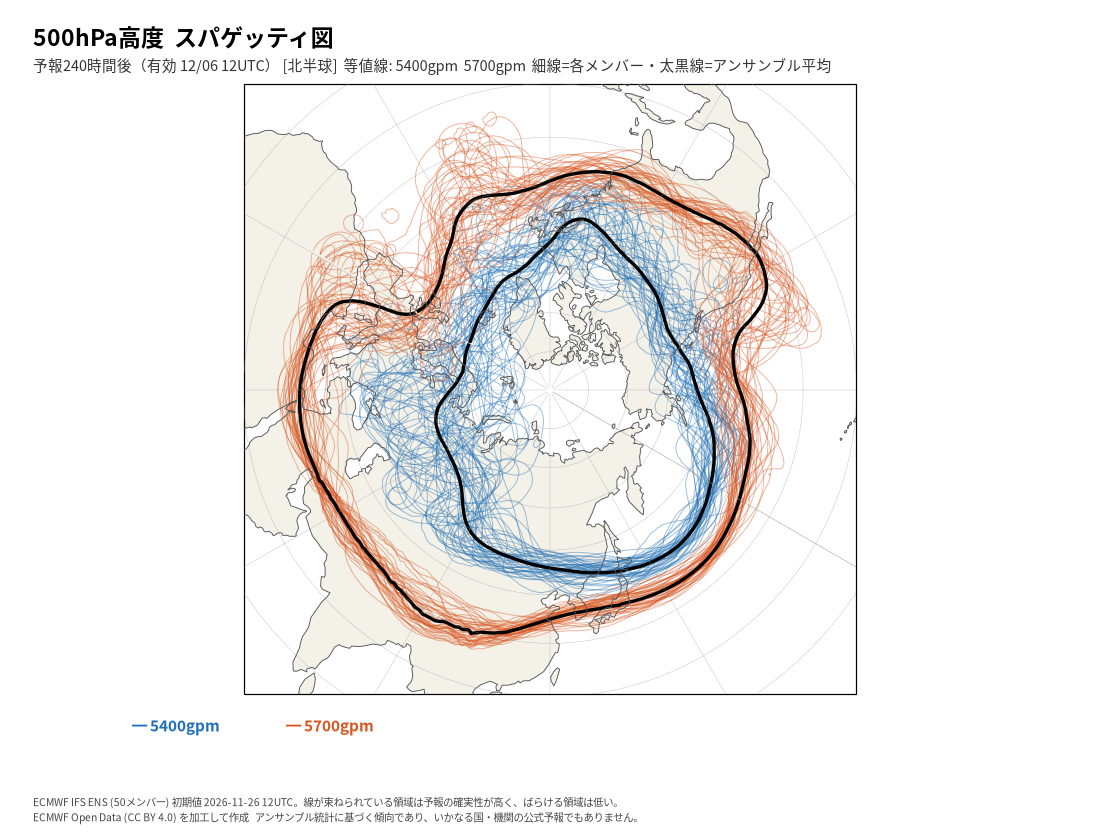 500hPa高度 スパゲッティ図
予報240時間後（有効 12/06 12UTC） [北半球] 等値線: 5400gpm 5700gpm 細線=各メンバー・太黒線=アンサンブル平均
5400gpm 5700gpm
ECMWF IFS ENS (50メンバー) 初期値 2026-11-26 12UTC。線が束ねられている領域は予報の確実性が高く、ばらける領域は低い。
ECMWF Open Data (CC BY 4.0) を加工して作成 アンサンブル統計に基づく傾向であり、いかなる国・機関の公式予報でもありません。